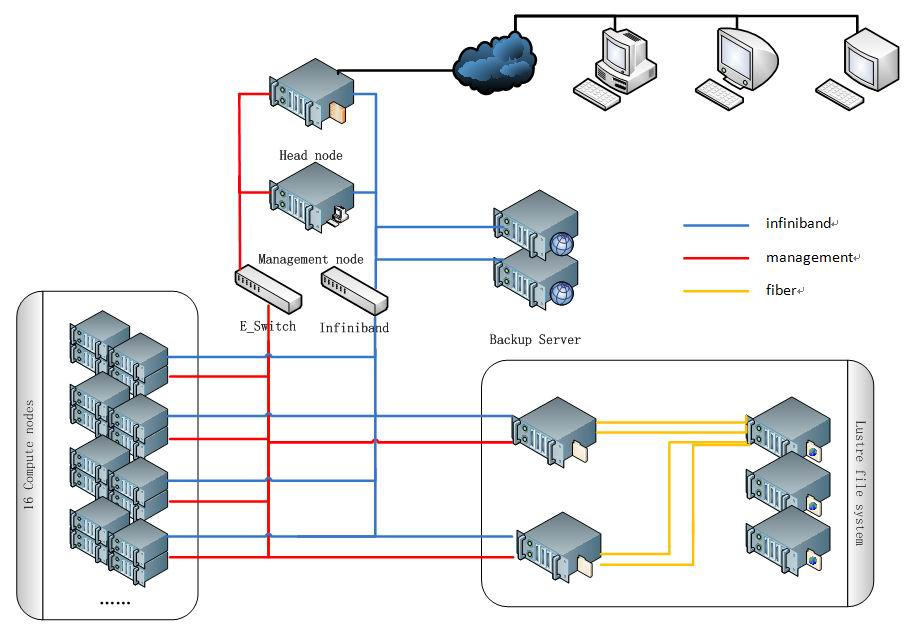 Head node
Management node
E_Switch
Infiniband
Backup Server
infiniband↵
management↵
fiber↵
16 Compute nodes
......
Lustre file system